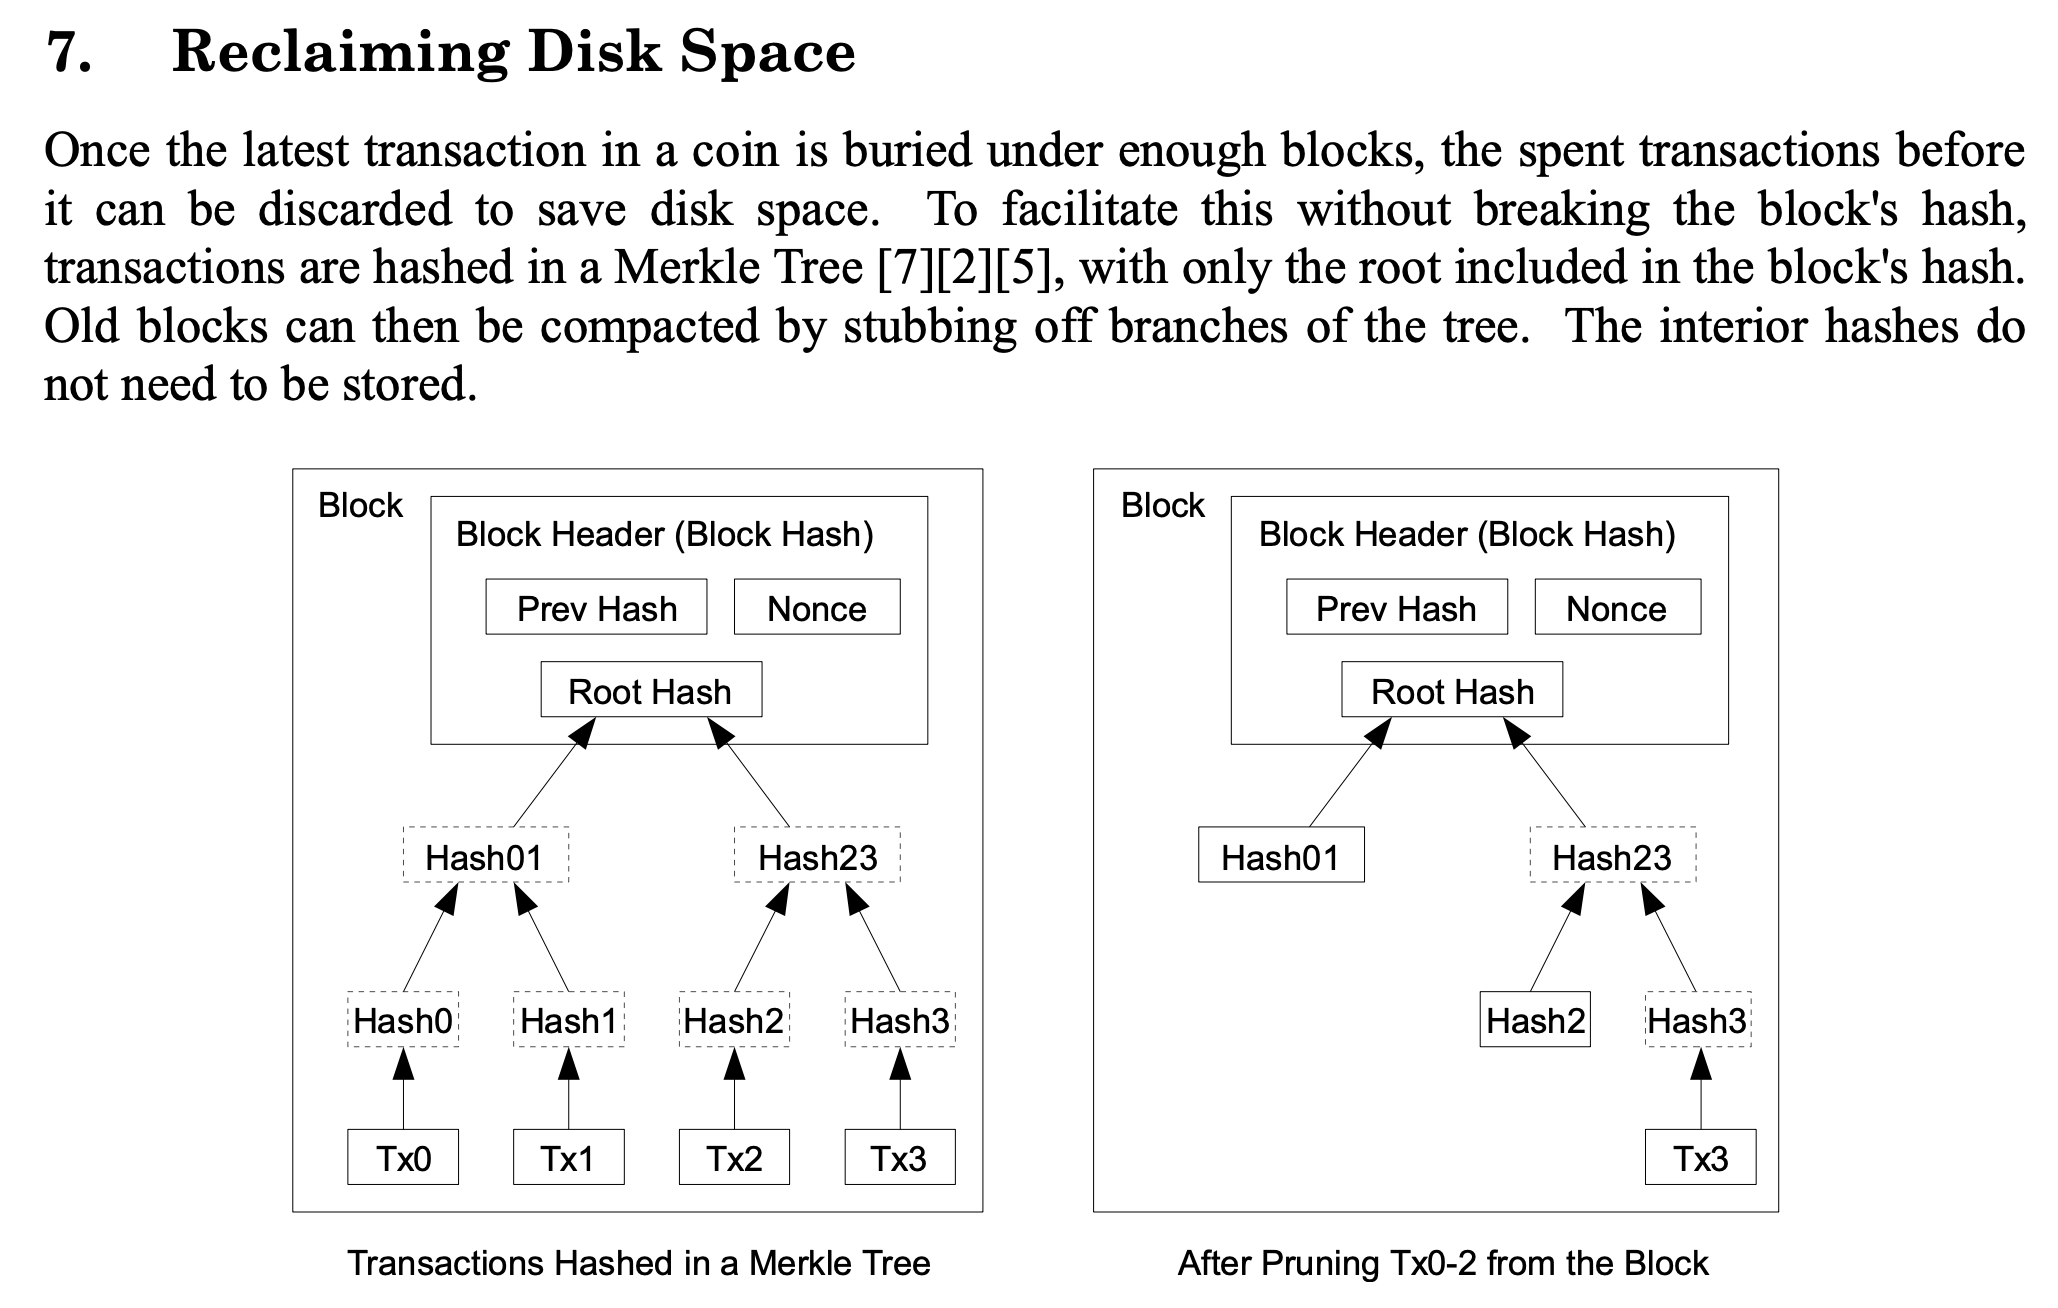 7. Reclaiming Disk Space
Once the latest transaction in a coin is buried under enough blocks, the spent transactions before
it can be discarded to save disk space. To facilitate this without breaking the block's hash,
transactions are hashed in a Merkle Tree [7][2][5], with only the root included in the block's hash.
Old blocks can then be compacted by stubbing off branches of the tree. The interior hashes do
not need to be stored.
Block
Block Header (Block Hash)
Prev Hash
Nonce
Root Hash
Hash01
Hash23
Hash0
Hash1
Hash2
Hash3
Tx0
Tx1
Tx2
Tx3
Transactions Hashed in a Merkle Tree
Block
Block Header (Block Hash)
Prev Hash
Nonce
Root Hash
Hash01
Hash23
Hash2
Hash3
Tx3
After Pruning Tx0-2 from the Block